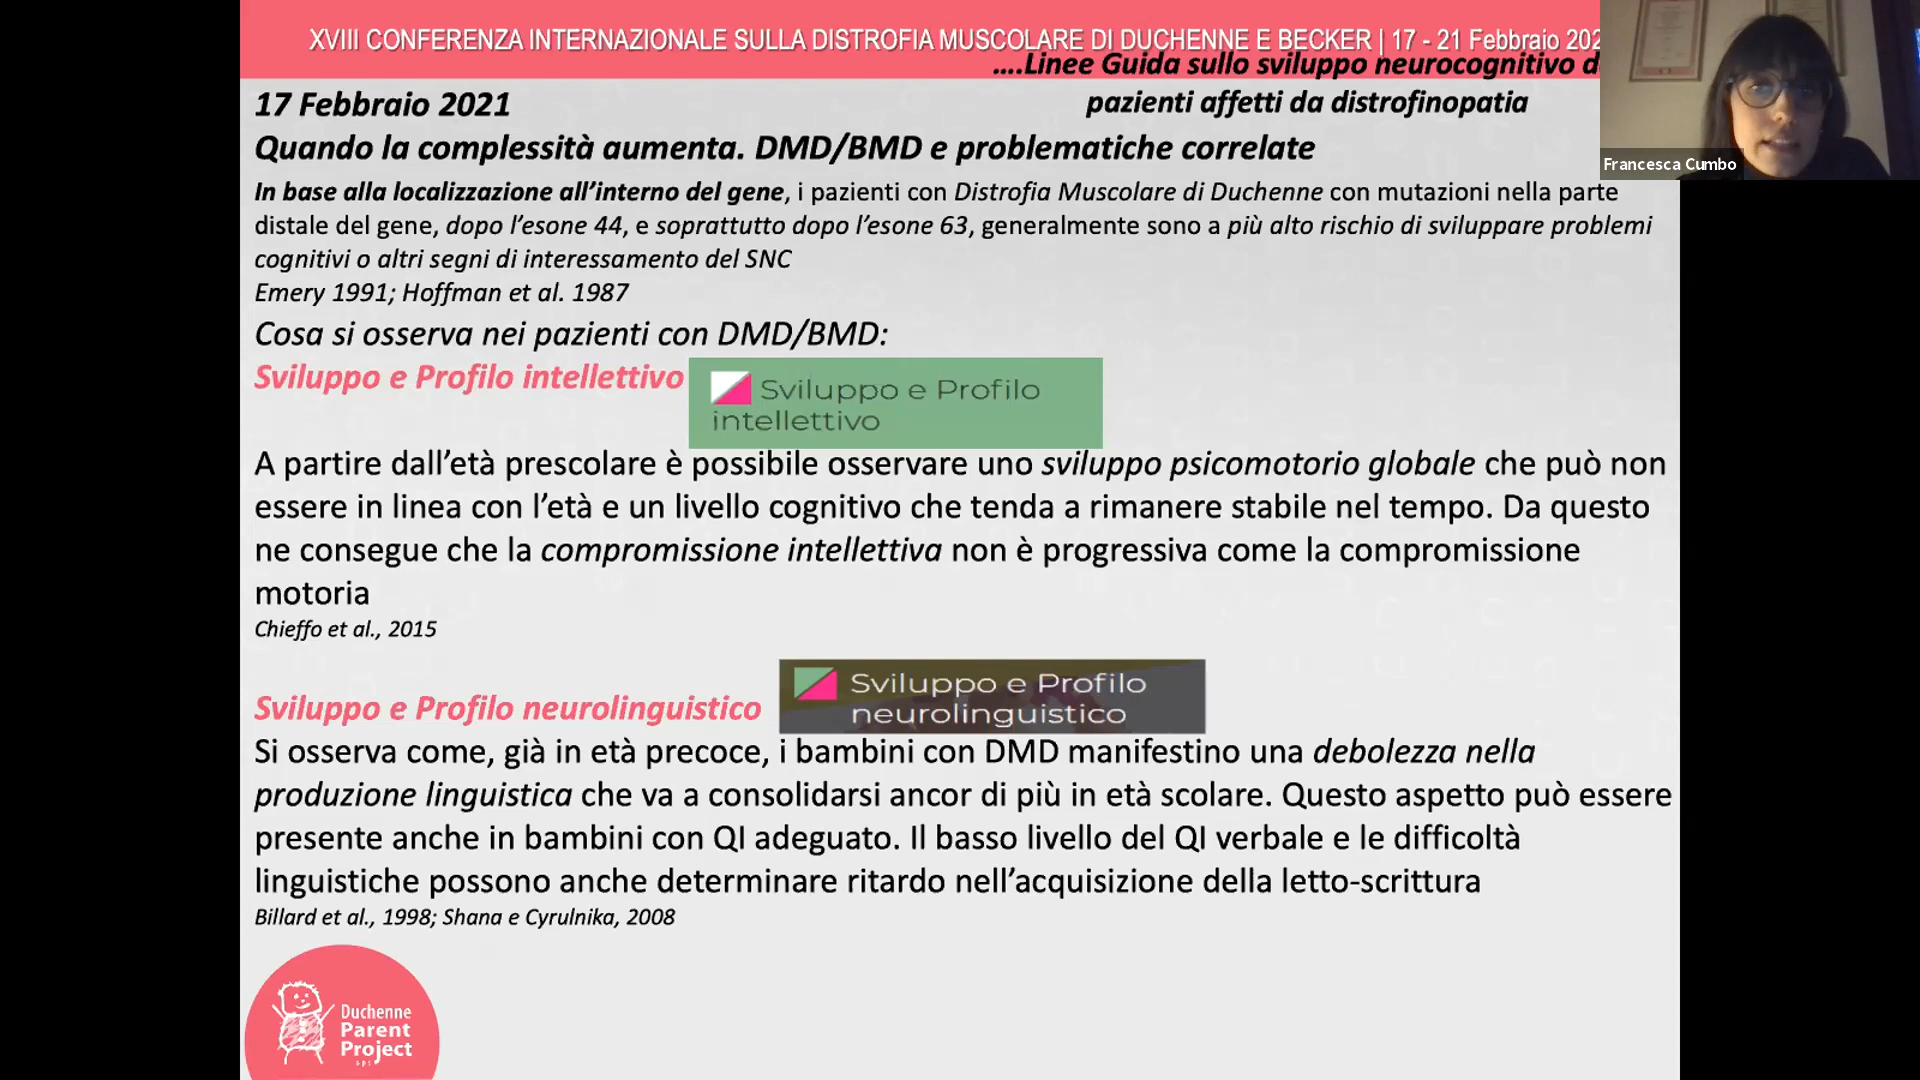 XVIII CONFERENZA INTERNAZIONALE SULLA DISTROFIA MUSCOLARE DI DUCHENNE E BECKER | 17 - 21 Febbraio
....Linee Guida sullo sviluppo neurocognitivo
pazienti affetti da distrofinopatia
Francesca Cumbo
17 Febbraio 2021
Quando la complessità aumenta. DMD/BMD e problematiche correlate
In base alla localizzazione all’interno del gene, i pazienti con Distrofia Muscolare di Duchenne con mutazioni nella parte
distale del gene, dopo l’esone 44, e soprattutto dopo l’esone 63, generalmente sono a più alto rischio di sviluppare problemi
cognitivi o altri segni di interessamento del SNC
Emery 1991; Hoffman et al. 1987
Cosa si osserva nei pazienti con DMD/BMD:
Sviluppo e Profilo intellettivo
Sviluppo e Profilo
intellettivo
A partire dall’età prescolare è possibile osservare uno sviluppo psicomotorio globale che può non
essere in linea con l’età e un livello cognitivo che tenda a rimanere stabile nel tempo. Da questo
ne consegue che la compromissione intellettiva non è progressiva come la compromissione
motoria
Chieffo et al., 2015
Sviluppo e Profilo neurolinguistico
Sviluppo e Profilo
neurolinguistico
Si osserva come, già in età precoce, i bambini con DMD manifestino una debolezza nella
produzione linguistica che va a consolidarsi ancor di più in età scolare. Questo aspetto può essere
presente anche in bambini con QI adeguato. Il basso livello del QI verbale e le difficoltà
linguistiche possono anche determinare ritardo nell’acquisizione della letto-scrittura
Billard et al., 1998; Shana e Cyrulnika, 2008
Duchenne
Parent
Project